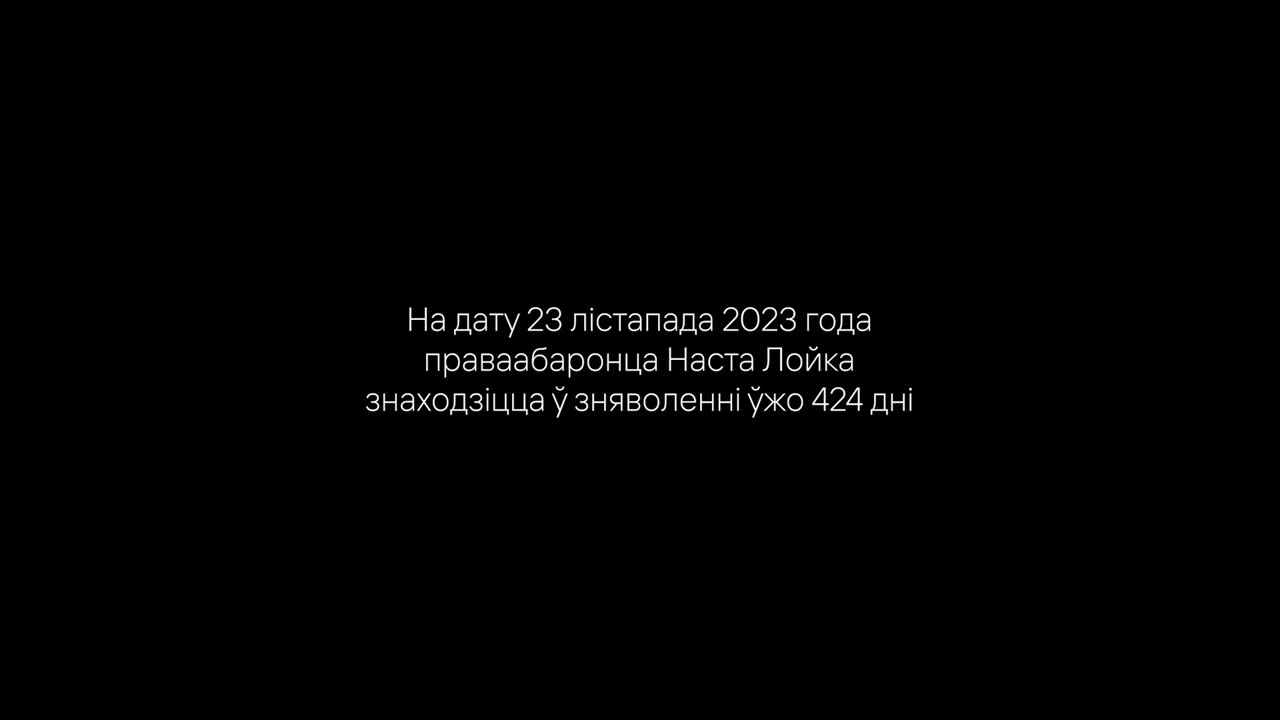 На дату 23 лістапада 2023 года
праваабаронца Наста Лойка
знаходзіцца ў зняволенні ўжо 424 дні